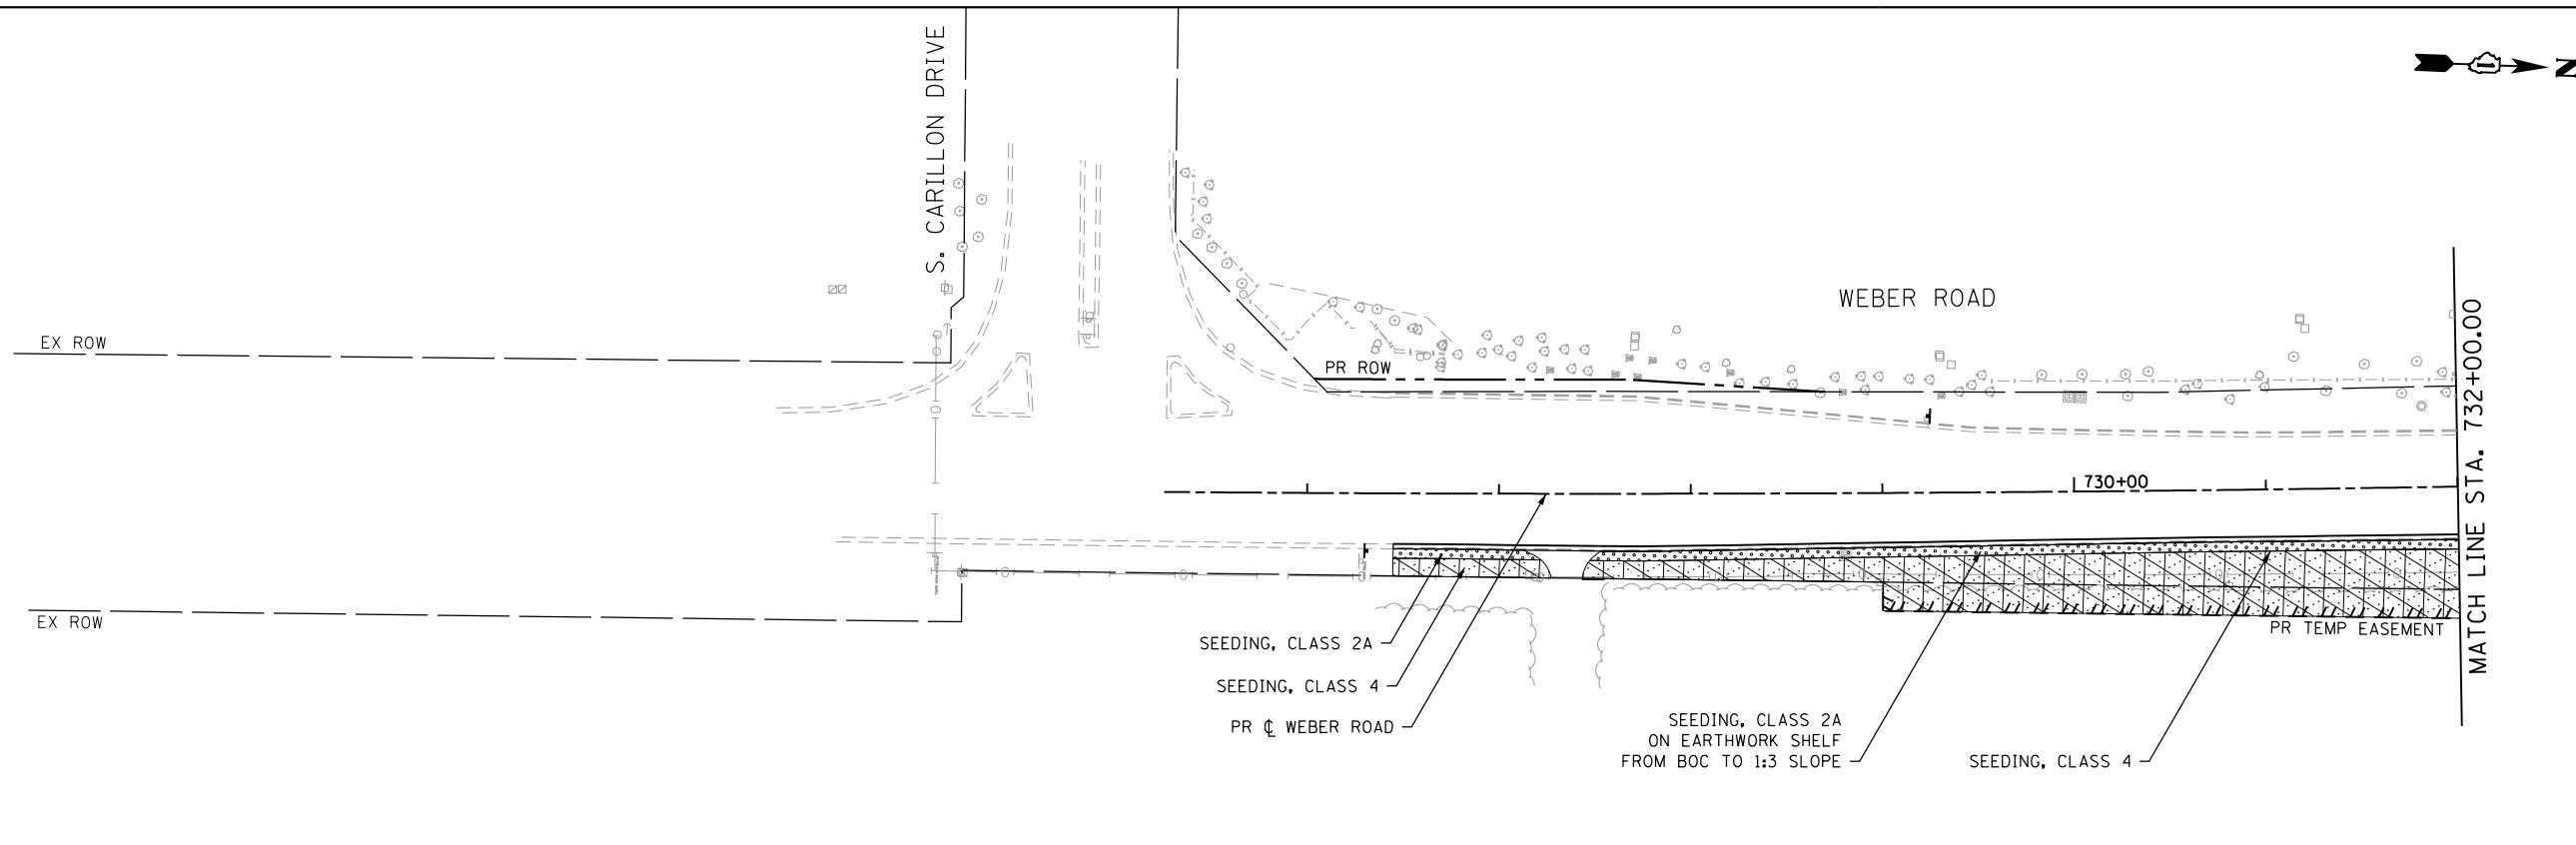 N
S. CARILLON DRIVE
WEBER ROAD
EX ROW
PR ROW
MATCH LINE STA. 732+00.00
730+00
EX ROW
PR TEMP EASEMENT
SEEDING, CLASS 2A
SEEDING, CLASS 4
PR ℄ WEBER ROAD
SEEDING, CLASS 2A
ON EARTHWORK SHELF
FROM BOC TO 1:3 SLOPE
SEEDING, CLASS 4